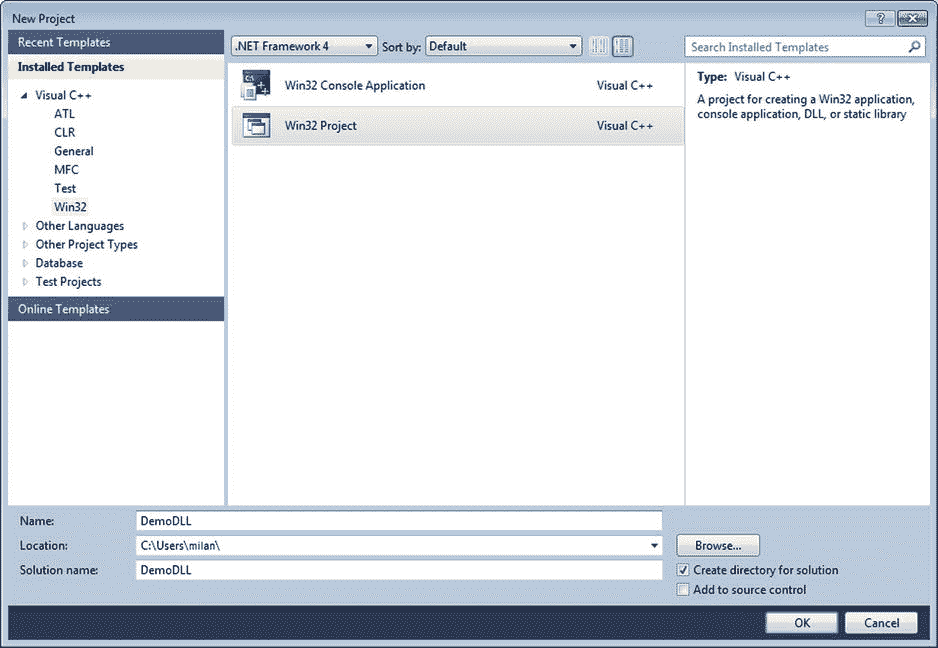 New Project
?
Recent Templates
.NET Framework 4
Sort by:
Default
Search Installed Templates
Installed Templates
Visual C++
ATL
CLR
General
MFC
Test
Win32
Other Languages
Other Project Types
Database
Test Projects
Online Templates
Win32 Console Application
Visual C++
Win32 Project
Visual C++
Type: Visual C++
A project for creating a Win32 application,
console application, DLL, or static library
Name:
DemoDLL
Location:
C:\Users\milan\
Browse...
Solution name:
DemoDLL
Create directory for solution
Add to source control
OK
Cancel